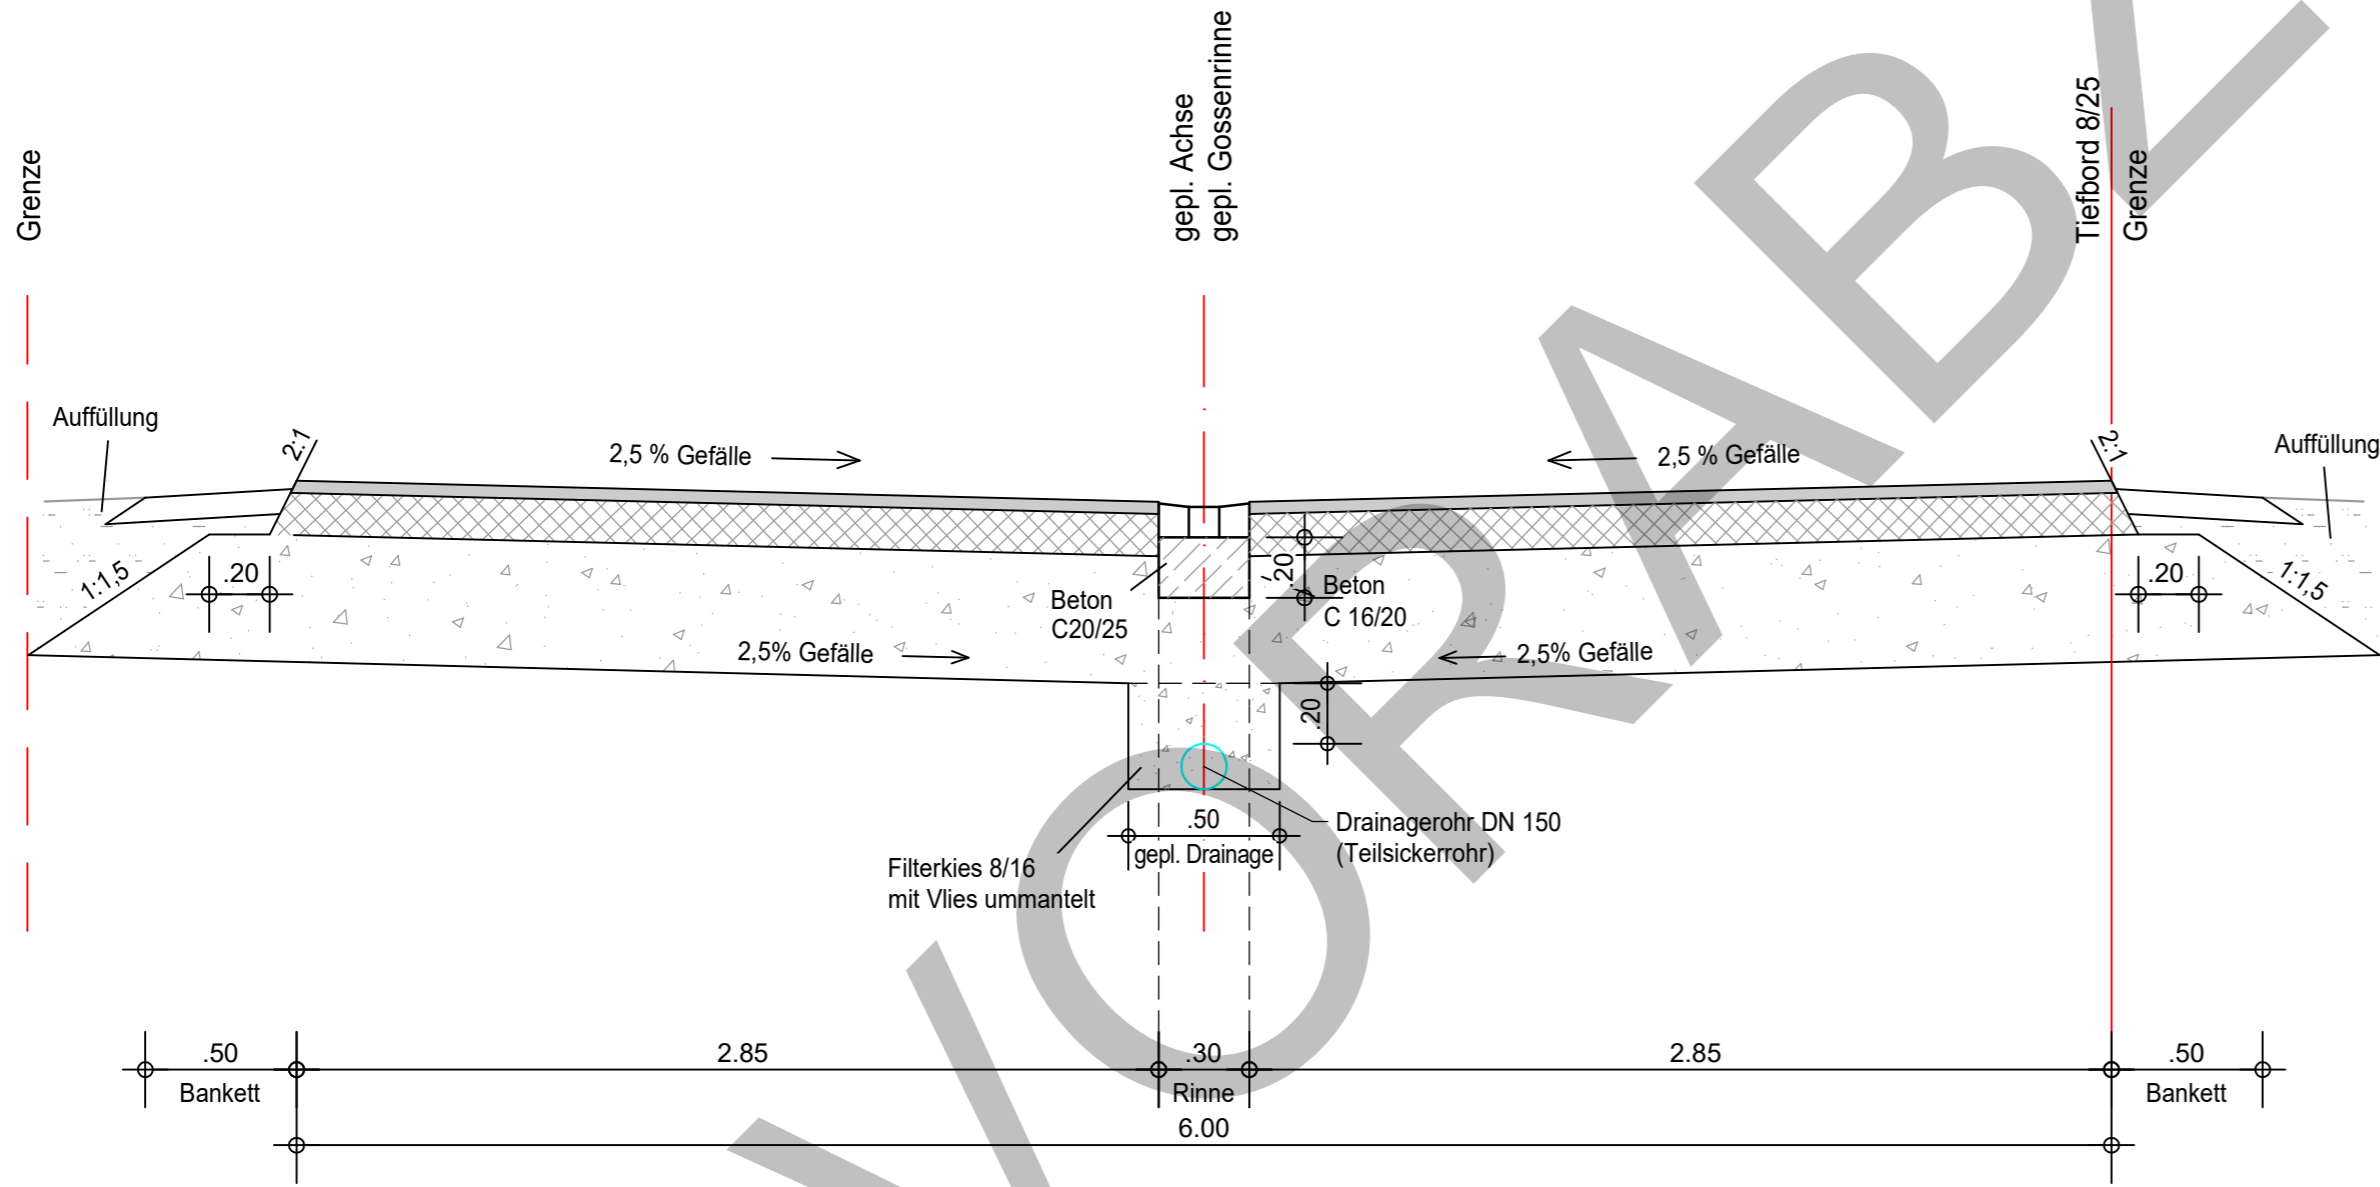 Grenze
gepl. Achse
gepl. Gossenrinne
Tiefbord 8/25
Grenze
Auffüllung
2:1
2,5 % Gefälle
2,5 % Gefälle
2:1
Auffüllung
1:1,5
.20
Beton
C20/25
.20
Beton
C 16/20
.20
1:1,5
2,5% Gefälle
2,5% Gefälle
.20
.50
gepl. Drainage
Drainagerohr DN 150
(Teilsickerrohr)
Filterkies 8/16
mit Vlies ummantelt
.50
2.85
.30
2.85
.50
Bankett
Rinne
Bankett
6.00
VORABZ